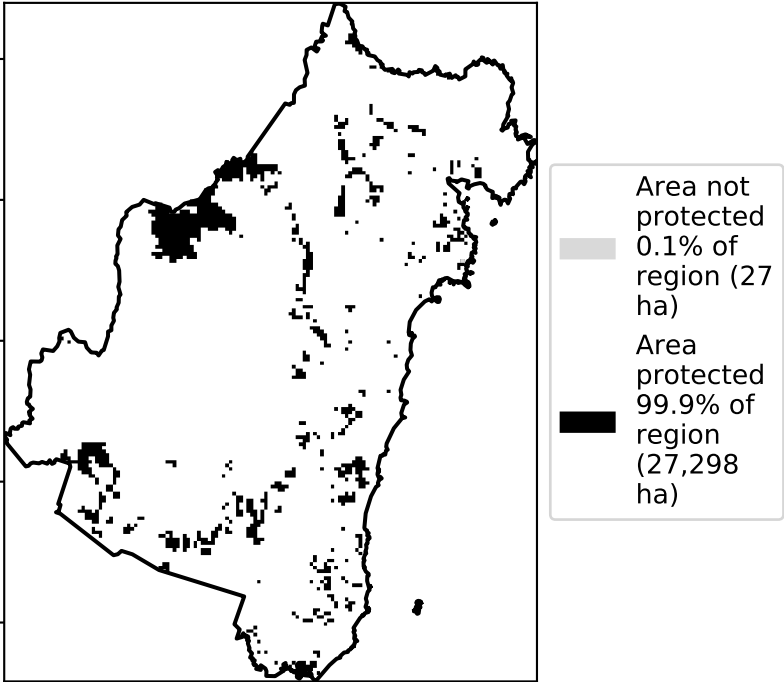 Area not
protected
0.1% of
region (27
ha)
Area
protected
99.9% of
region
(27,298
ha)